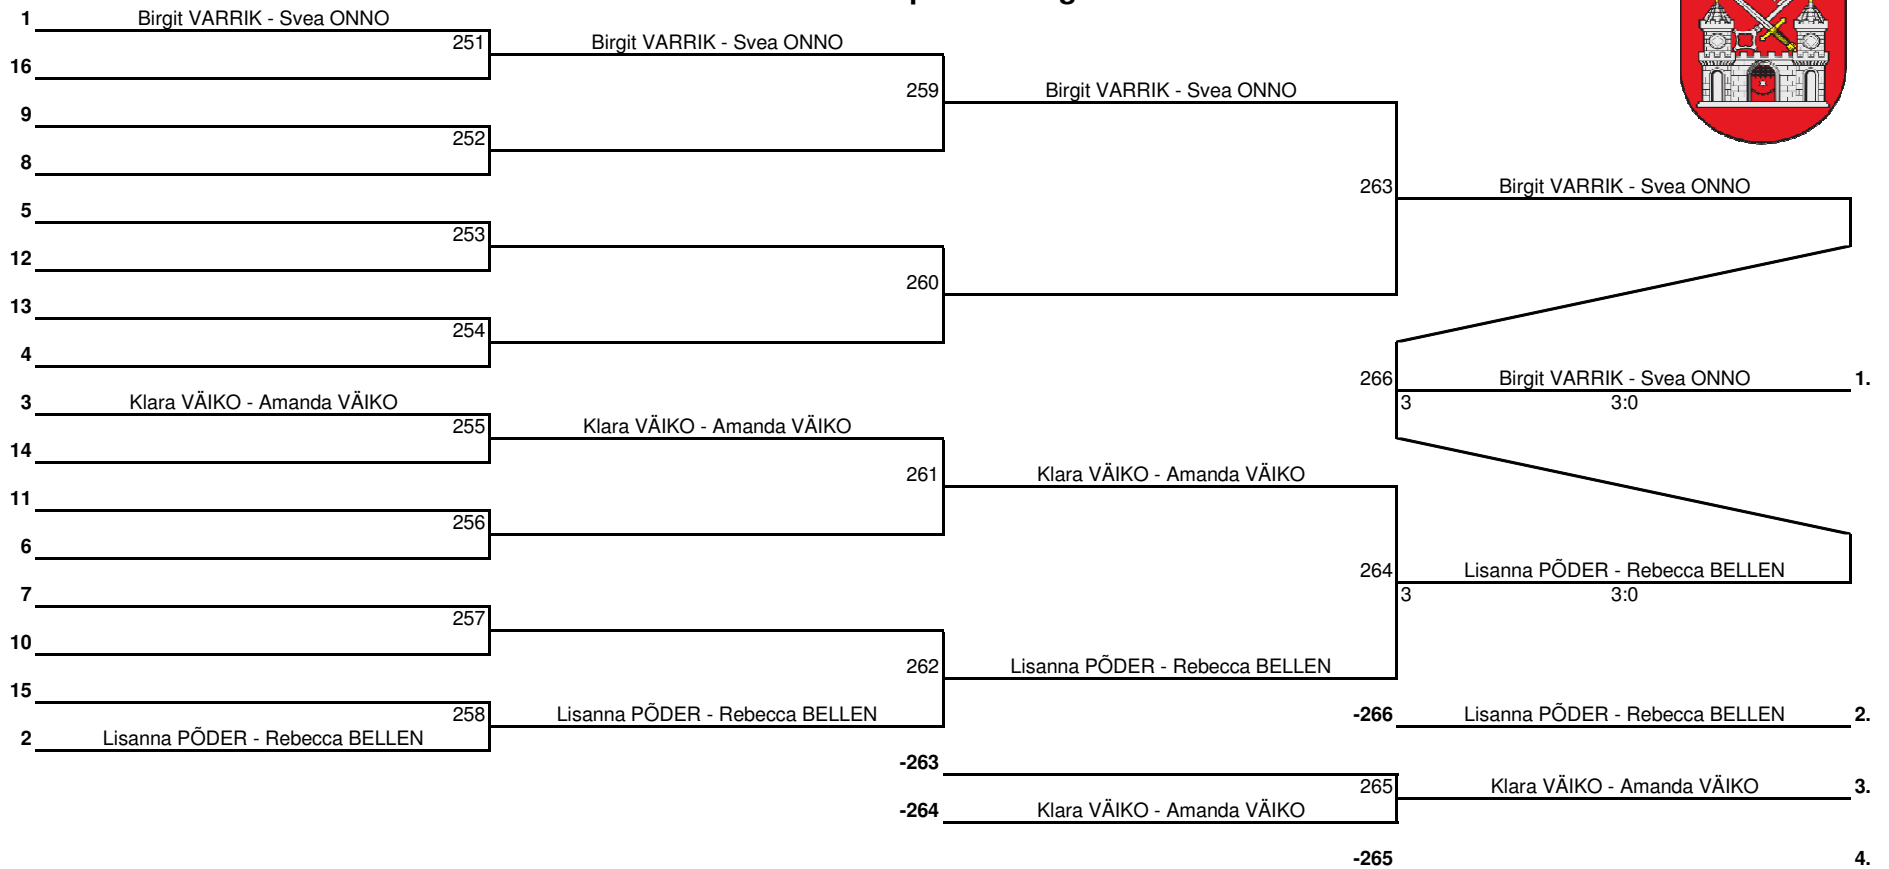 1 Birgit VARRIK - Svea ONNO
251 Birgit VARRIK - Svea ONNO
16
259 Birgit VARRIK - Svea ONNO
9
252
8
263 Birgit VARRIK - Svea ONNO
5
253
12
260
13
254
4
266 Birgit VARRIK - Svea ONNO 1.
3 3:0
3 Klara VÄIKO - Amanda VÄIKO
255 Klara VÄIKO - Amanda VÄIKO
14
261 Klara VÄIKO - Amanda VÄIKO
11
256
6
264 Lisanna PÕDER - Rebecca BELLEN
3 3:0
7
257
10
262 Lisanna PÕDER - Rebecca BELLEN
15
258 Lisanna PÕDER - Rebecca BELLEN
-266 Lisanna PÕDER - Rebecca BELLEN 2.
2 Lisanna PÕDER - Rebecca BELLEN
-263
265 Klara VÄIKO - Amanda VÄIKO 3.
-264 Klara VÄIKO - Amanda VÄIKO
-265 4.